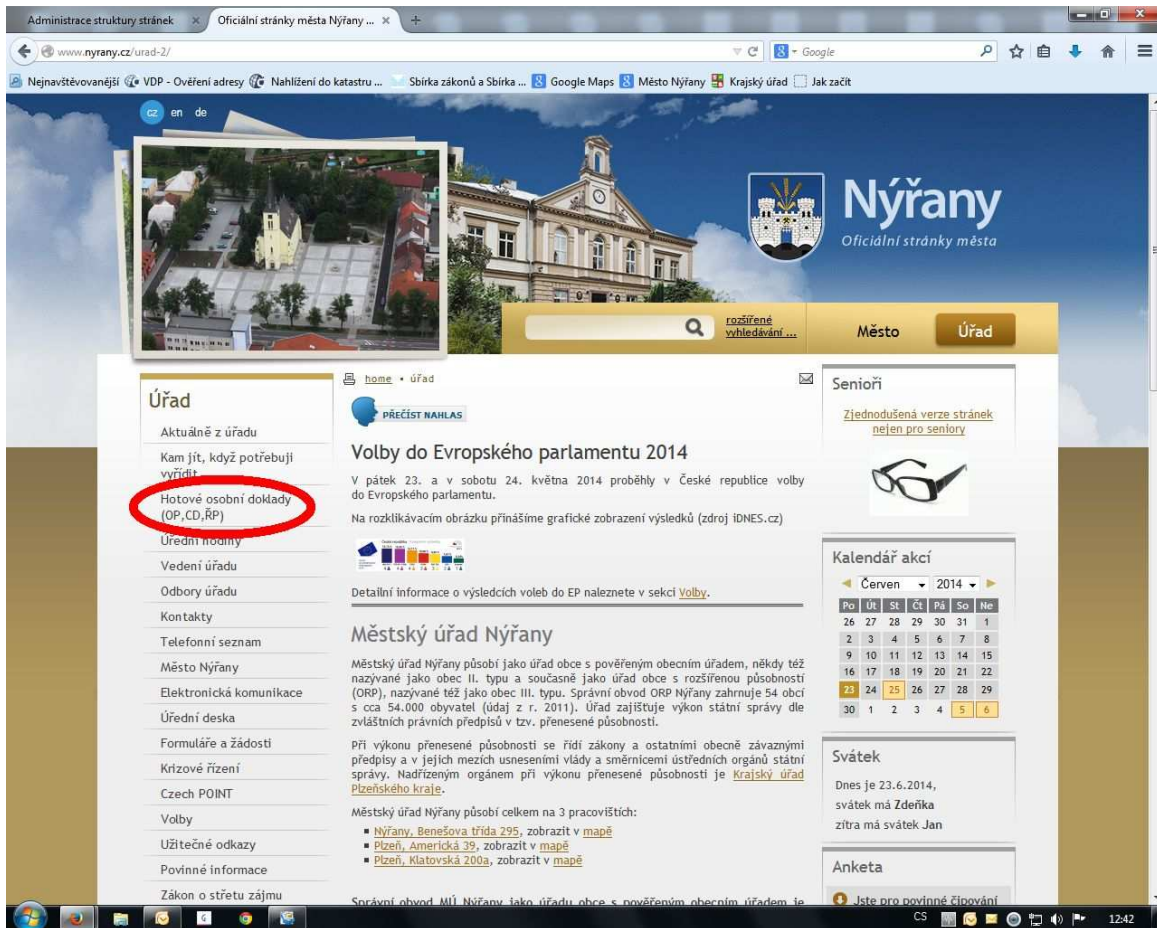 Administrace struktury stránek
Oficiální stránky města Nýřany ...
www.nyrany.cz/urad-2/
Google
Nejnavštěvovanější
VDP - Ověření adresy
Nahlížení do katastru ...
Sbírka zákonů a Sbírka ...
Google Maps
Město Nýřany
Krajský úřad
Jak začít
cz en de
Nýřany
Oficiální stránky města
rozšířené
vyhledávání ...
Město
Úřad
Úřad
Aktuálně z úřadu
Kam jít, když potřebuji
vyřídit
Hotové osobní doklady
(OP,CD,ŘP)
Úřední hodiny
Vedení úřadu
Odbory úřadu
Kontakty
Telefonní seznam
Město Nýřany
Elektronická komunikace
Úřední deska
Formuláře a žádosti
Krizové řízení
Czech POINT
Volby
Užitečné odkazy
Povinné informace
Zákon o střetu zájmu
home • úřad
PŘEČÍST NAHLAS
Volby do Evropského parlamentu 2014
V pátek 23. a v sobotu 24. května 2014 proběhly v České republice volby
do Evropského parlamentu.
Na rozklikávacím obrázku přinášíme grafické zobrazení výsledků (zdroj iDNES.cz)
Detailní informace o výsledcích voleb do EP naleznete v sekci Volby.
Městský úřad Nýřany
Městský úřad Nýřany působí jako úřad obce s pověřeným obecním úřadem, někdy též
nazývané jako obec II. typu a současně jako úřad obce s rozšířenou působností
(ORP), nazývané též jako obec III. typu. Správní obvod ORP Nýřany zahrnuje 54 obcí
s cca 54.000 obyvatel (údaj z r. 2011). Úřad zajišťuje výkon státní správy dle
zvláštních právních předpisů v tzv. přenesené působnosti.
Při výkonu přenesené působnosti se řídí zákony a ostatními obecně závaznými
předpisy a v jejich mezích usneseními vlády a směrnicemi ústředních orgánů státní
správy. Nadřízeným orgánem při výkonu přenesené působnosti je Krajský úřad
Plzeňského kraje.
Městský úřad Nýřany působí celkem na 3 pracovištích:
Nýřany, Benešova třída 295, zobrazit v mapě
Plzeň, Americká 39, zobrazit v mapě
Plzeň, Klatovská 200a, zobrazit v mapě
Správní obvod MÚ Nýřany jako úřadu obce s pověřeným obecním úřadem je
Senioři
Zjednodušená verze stránek
nejen pro seniory
Kalendář akcí
Červen 2014
Po Út St Čt Pá So Ne
26 27 28 29 30 31 1
2 3 4 5 6 7 8
9 10 11 12 13 14 15
16 17 18 19 20 21 22
23 24 25 26 27 28 29
30 1 2 3 4 5 6
Svátek
Dnes je 23.6.2014,
svátek má Zdeňka
zítra má svátek Jan
Anketa
Jste pro povinné čipování
CS
12:42